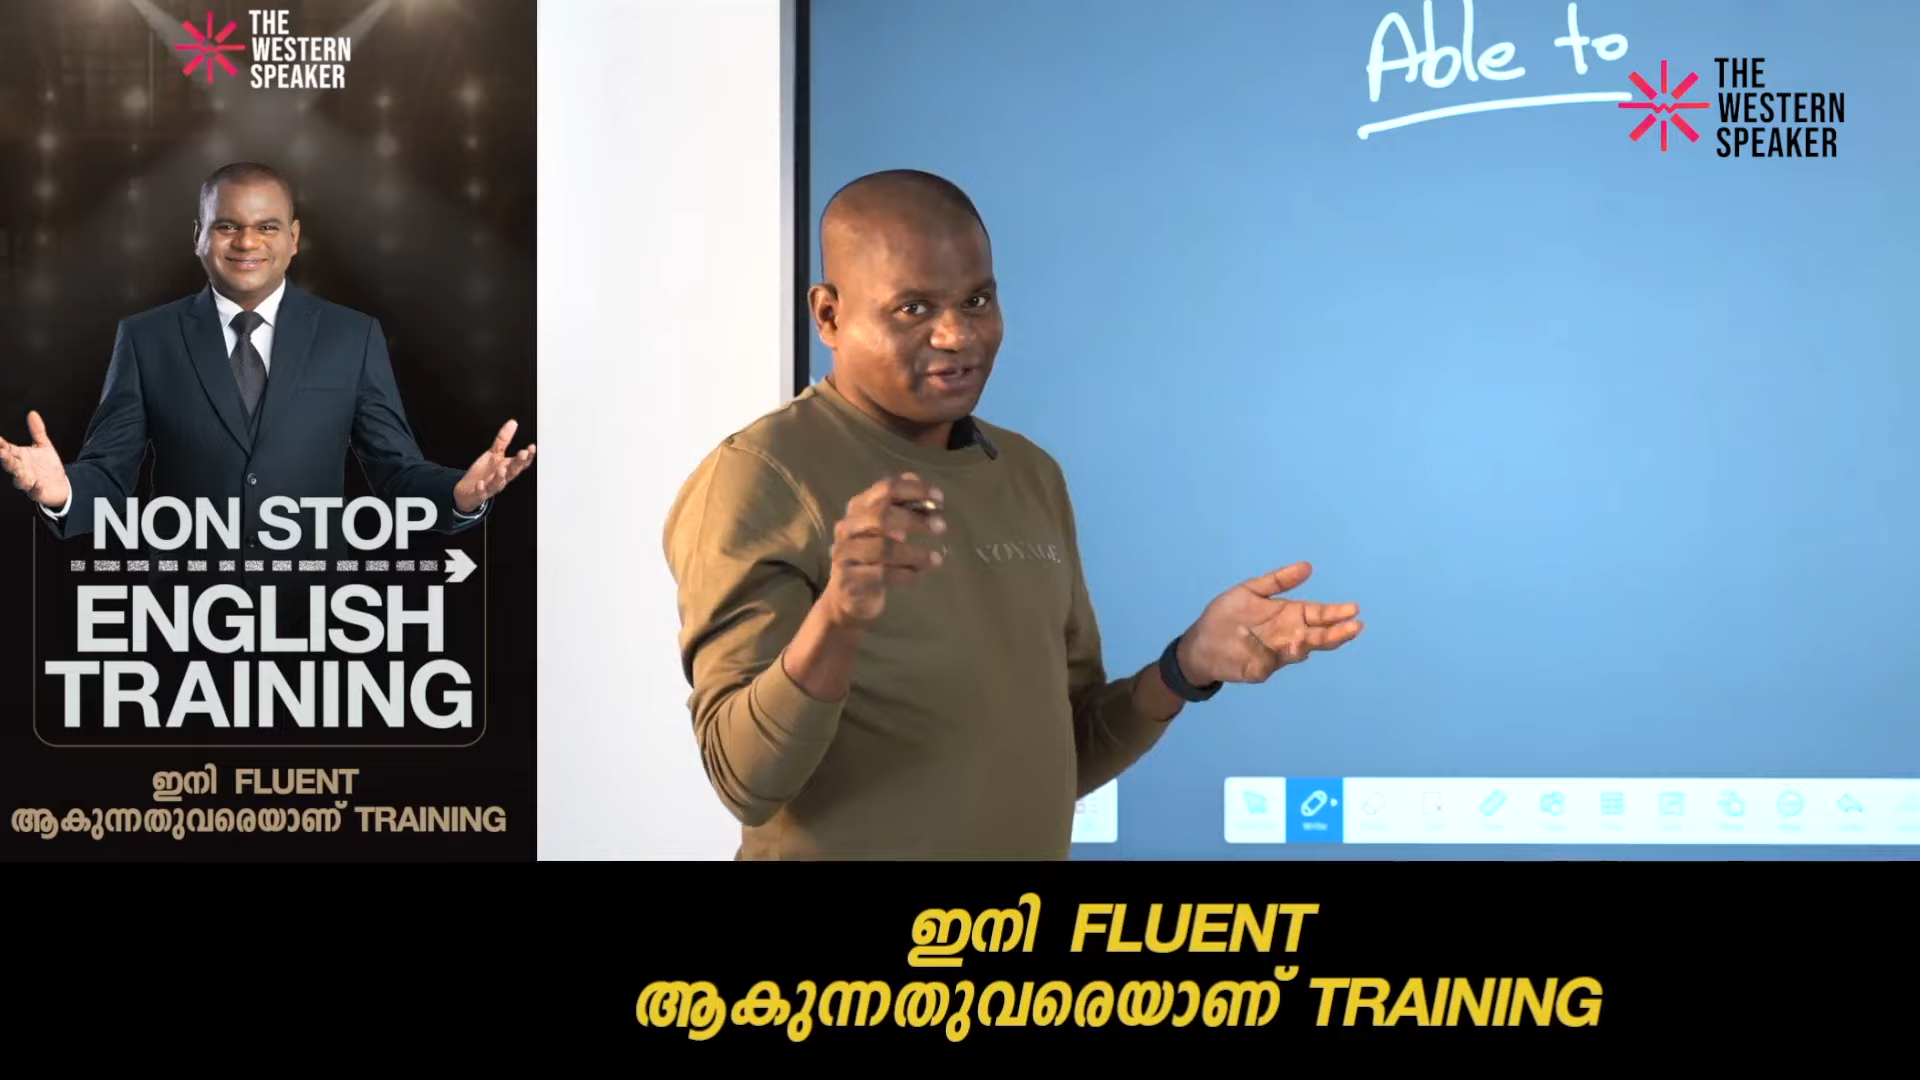 THE
WESTERN
SPEAKER
NON STOP
ENGLISH
TRAINING
ഇനി FLUENT
ആകുന്നതുവരെയാണ് TRAINING
Able to
THE
WESTERN
SPEAKER
VOYAGE
Write
ഇനി FLUENT
ആകുന്നതുവരെയാണ് TRAINING